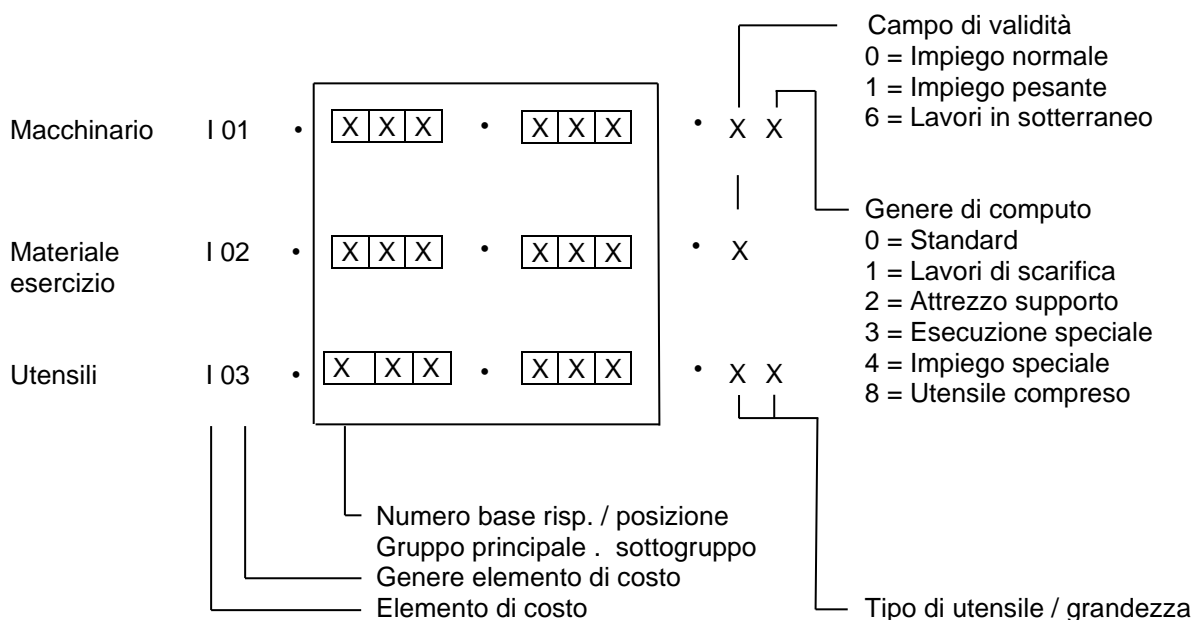 Campo di validità
0 = Impiego normale
1 = Impiego pesante
6 = Lavori in sotterraneo
Macchinario I 01 • X X X • X X X • X X
Genere di computo
0 = Standard
1 = Lavori di scarifica
2 = Attrezzo supporto
3 = Esecuzione speciale
4 = Impiego speciale
8 = Utensile compreso
Materiale I 02 • X X X • X X X • X
esercizio
Utensili I 03 • X X X • X X X • X X
Numero base risp. / posizione
Gruppo principale . sottogruppo
Genere elemento di costo
Elemento di costo
Tipo di utensile / grandezza